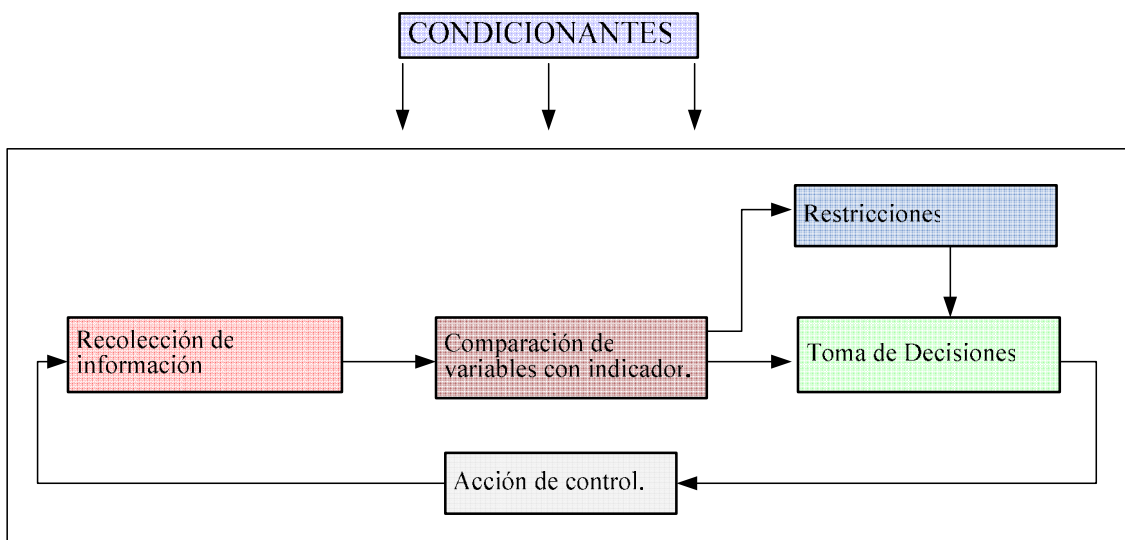 CONDICIONANTES
Restricciones
Recolección de
información
Comparación de
variables con indicador.
Toma de Decisiones
Acción de control.